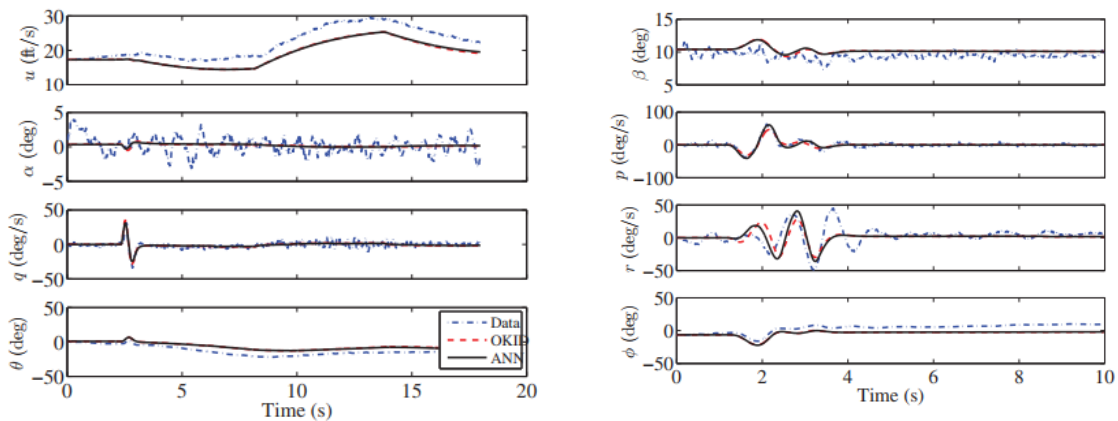 30
20
10
u (ft/s)
5
0
−5
α (deg)
50
0
−50
q (deg/s)
50
0
−50
θ (deg)
Data
OKID
ANN
0 5 10 15 20
Time (s)
15
10
5
β (deg)
100
0
−100
p (deg/s)
50
0
−50
r (deg/s)
50
0
−50
ϕ (deg)
0 2 4 6 8 10
Time (s)